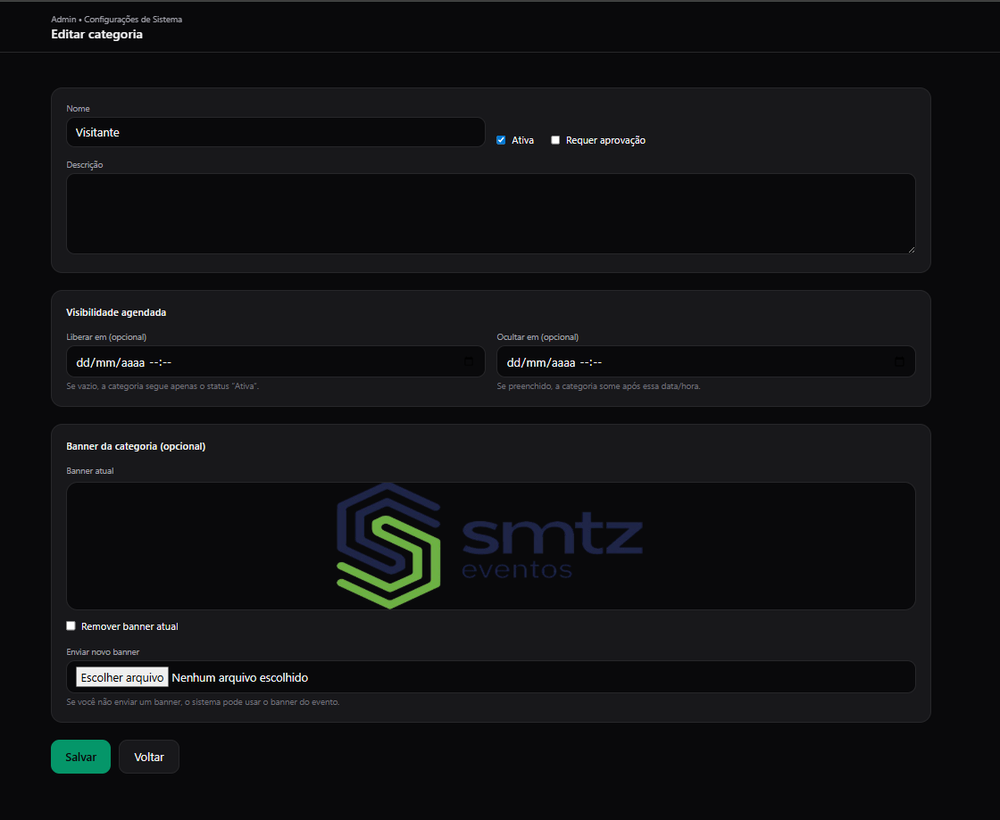 Admin • Configurações de Sistema
Editar categoria
Nome
Visitante
Ativa
Requer aprovação
Descrição
Visibilidade agendada
Liberar em (opcional)
Ocultar em (opcional)
dd/mm/aaaa --:--
dd/mm/aaaa --:--
Se vazio, a categoria segue apenas o status "Ativa".
Se preenchido, a categoria some após essa data/hora.
Banner da categoria (opcional)
Banner atual
smtz
eventos
Remover banner atual
Enviar novo banner
Escolher arquivo Nenhum arquivo escolhido
Se você não enviar um banner, o sistema pode usar o banner do evento.
Salvar
Voltar